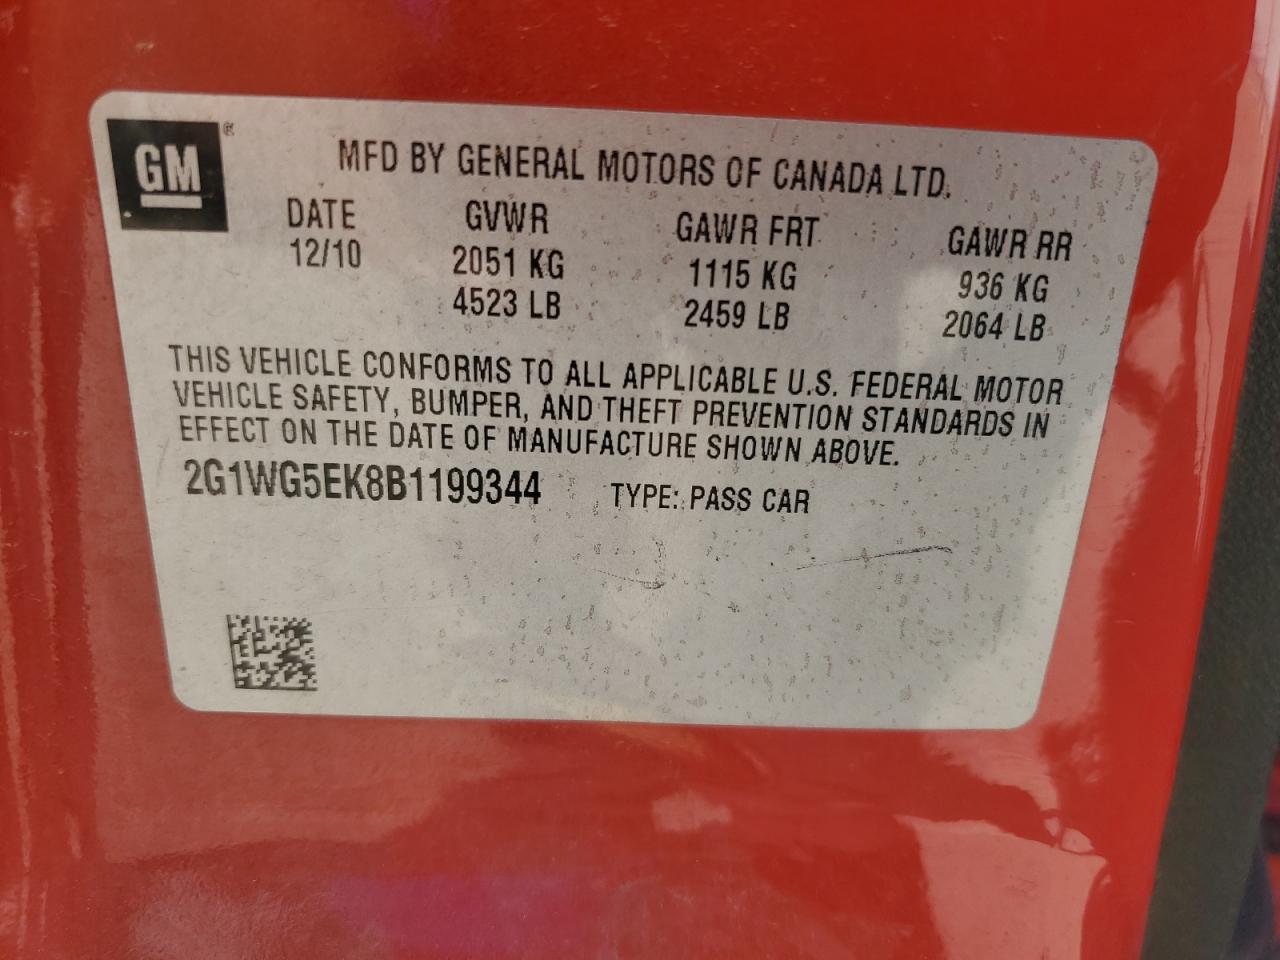 GM®
MFD BY GENERAL MOTORS OF CANADA LTD.
DATE GVWR GAWR FRT GAWR RR
12/10 2051 KG 1115 KG 936 KG
4523 LB 2459 LB 2064 LB
THIS VEHICLE CONFORMS TO ALL APPLICABLE U.S. FEDERAL MOTOR
VEHICLE SAFETY, BUMPER, AND THEFT PREVENTION STANDARDS IN
EFFECT ON THE DATE OF MANUFACTURE SHOWN ABOVE.
2G1WG5EK8B1199344 TYPE: PASS CAR